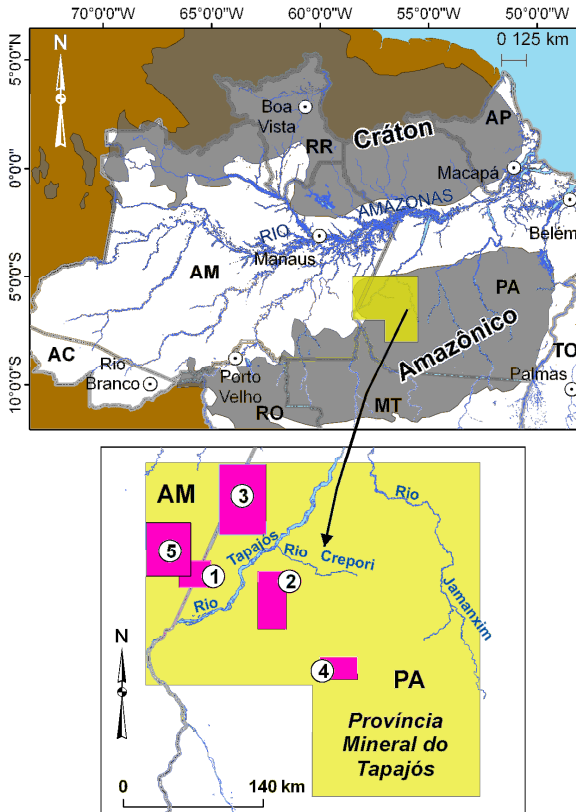 60°0'0"W
65°0'0"W
60°0'0"W
55°0'0"W
50°0'0"W
0 125 km
5°0'0"N
0°0'0"
5°0'0"S
10°0'0"S
N
Boa
Vista
RR
Cráton
AP
Macapá
AMAZONAS
RIO
Manaus
Belém
AM
PA
Amazônico
AC
Rio
Branco
Porto
Velho
RO
MT
TO
Palmas
AM
3
5
1
2
4
Tapajós
Rio
Rio Crepori
Rio
Jamanxim
N
PA
Província
Mineral do
Tapajós
0 140 km